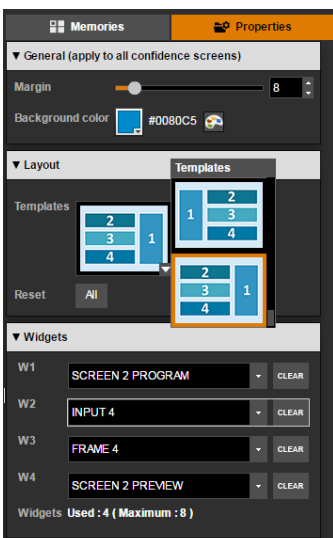 Memories
Properties
▼ General (apply to all confidence screens)
Margin
8
Background color
#0080C5
▼ Layout
Templates
Templates
2
3
4
1
1
2
3
4
2
3
4
1
Reset
All
▼ Widgets
W1
SCREEN 2 PROGRAM
CLEAR
W2
INPUT 4
CLEAR
W3
FRAME 4
CLEAR
W4
SCREEN 2 PREVIEW
CLEAR
Widgets Used : 4 ( Maximum : 8 )